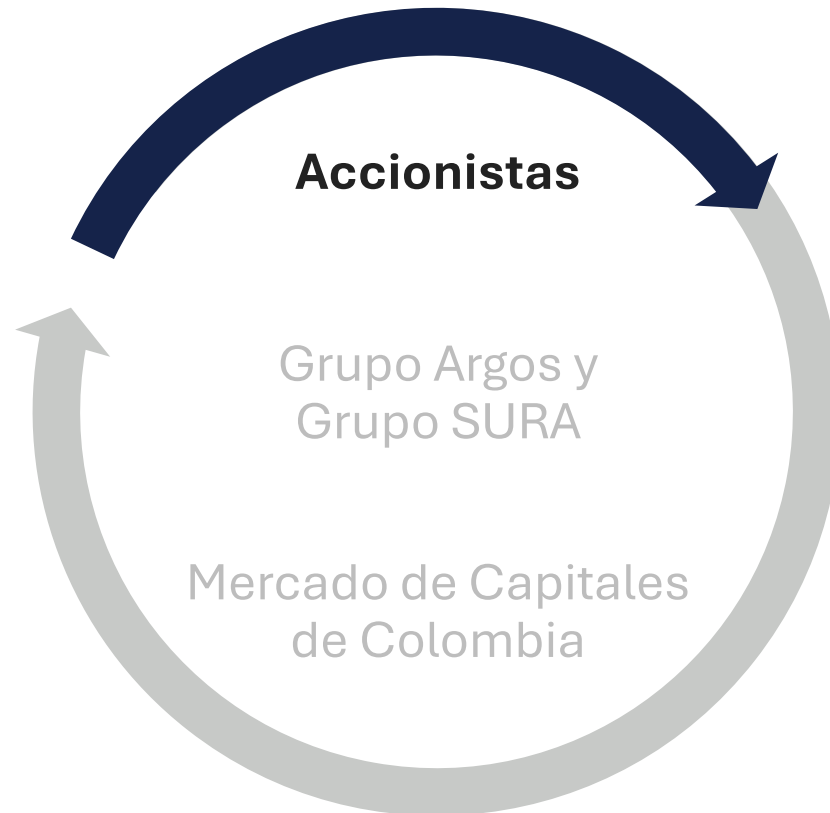 Accionistas
Grupo Argos y
Grupo SURA
Mercado de Capitales
de Colombia